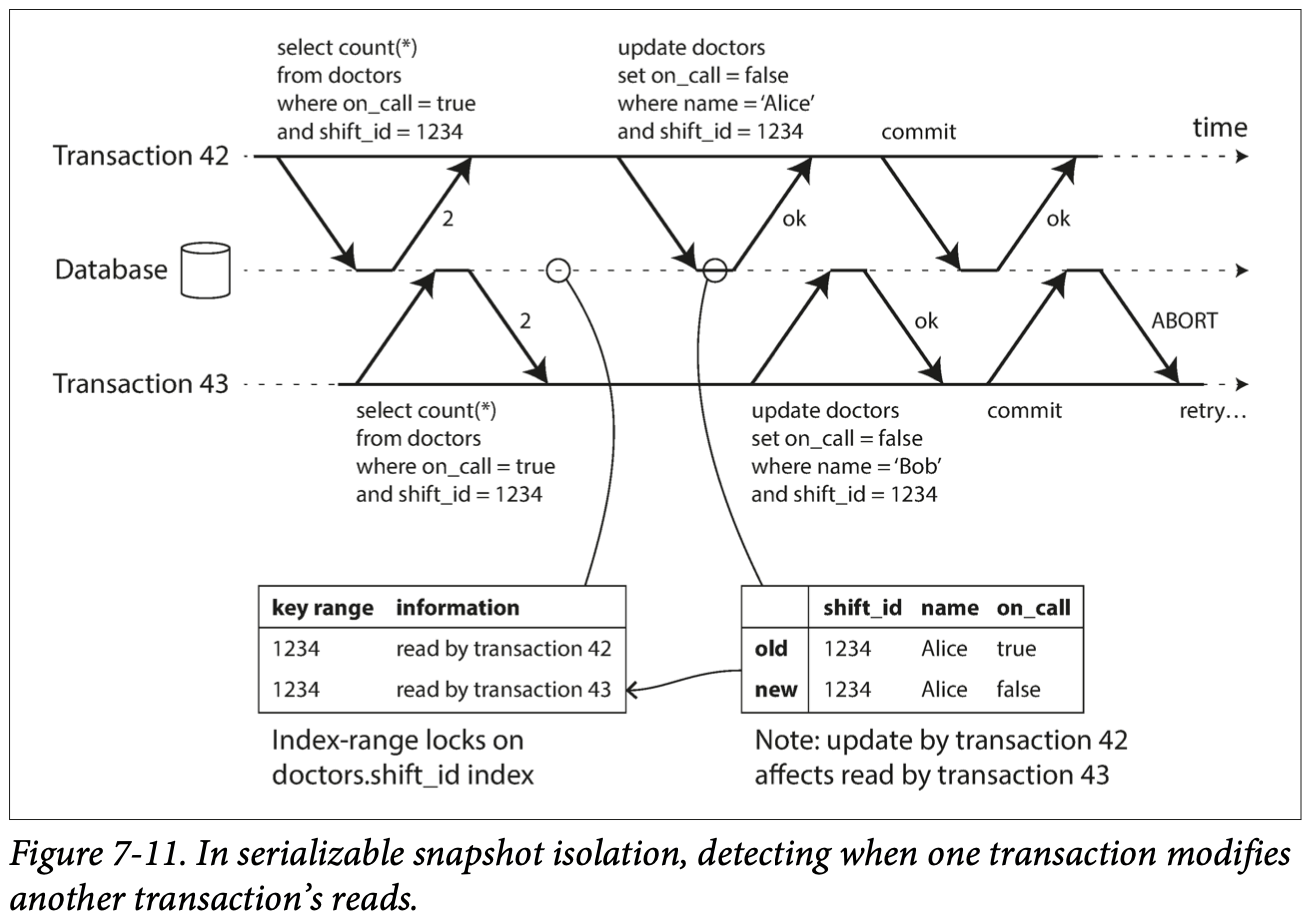 select count(*)
from doctors
where on_call = true
and shift_id = 1234
update doctors
set on_call = false
where name = ‘Alice’
and shift_id = 1234
commit
time
Transaction 42
2
ok
ok
Database
2
ok
ABORT
Transaction 43
select count(*)
from doctors
where on_call = true
and shift_id = 1234
update doctors
set on_call = false
where name = ‘Bob’
and shift_id = 1234
commit
retry…
key range information
1234 read by transaction 42
1234 read by transaction 43
Index-range locks on
doctors.shift_id index
shift_id name on_call
old 1234 Alice true
new 1234 Alice false
Note: update by transaction 42
affects read by transaction 43
Figure 7-11. In serializable snapshot isolation, detecting when one transaction modifies
another transaction’s reads.